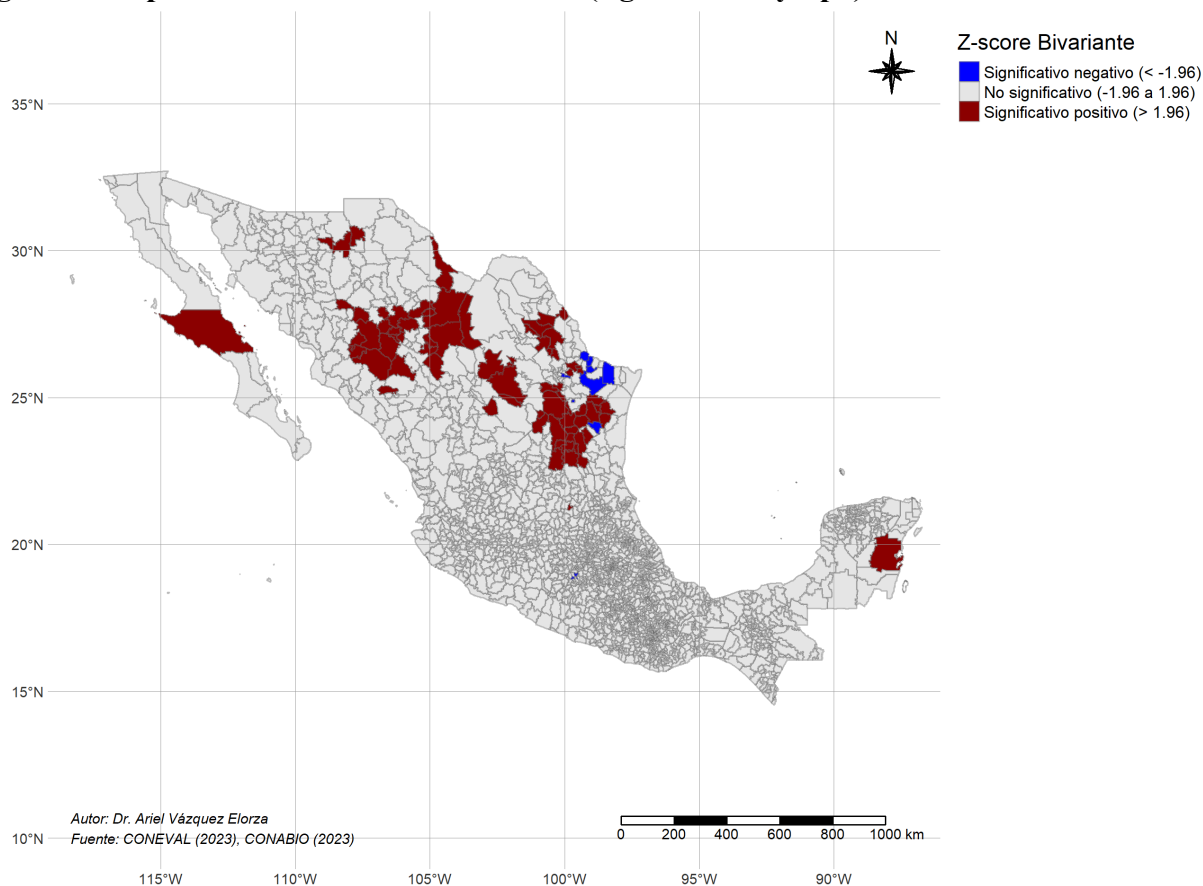 N
Z-score Bivariante
Significativo negativo (< -1.96)
No significativo (-1.96 a 1.96)
Significativo positivo (> 1.96)
35°N
30°N
25°N
20°N
15°N
10°N
Autor: Dr. Ariel Vázquez Elorza
Fuente: CONEVAL (2023), CONABIO (2023)
0 200 400 600 800 1000 km
115°W 110°W 105°W 100°W 95°W 90°W